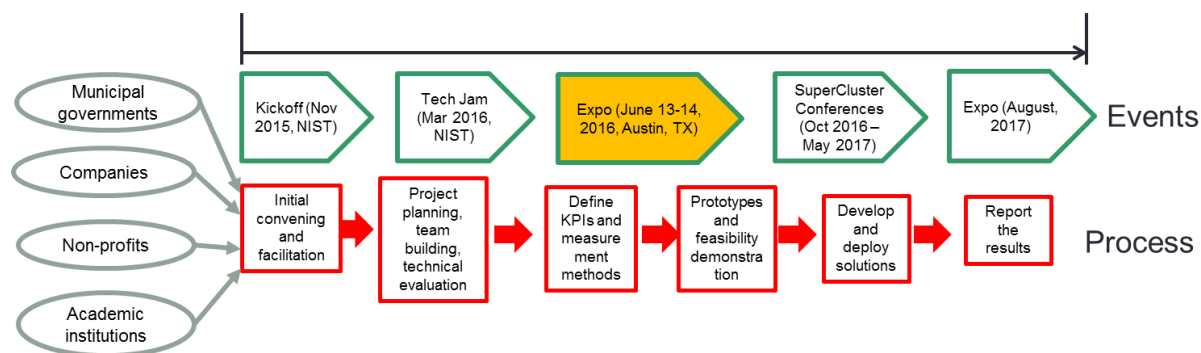 Municipal
governments
Companies
Non-profits
Academic
institutions
Kickoff (Nov
2015, NIST)
Tech Jam
(Mar 2016,
NIST)
Expo (June 13-14,
2016, Austin, TX)
SuperCluster
Conferences
(Oct 2016 –
May 2017)
Expo (August,
2017)
Events
Initial
convening
and
facilitation
Project
planning,
team
building,
technical
evaluation
Define
KPIs and
measure
ment
methods
Prototypes
and
feasibility
demonstra
tion
Develop
and
deploy
solutions
Report
the
results
Process